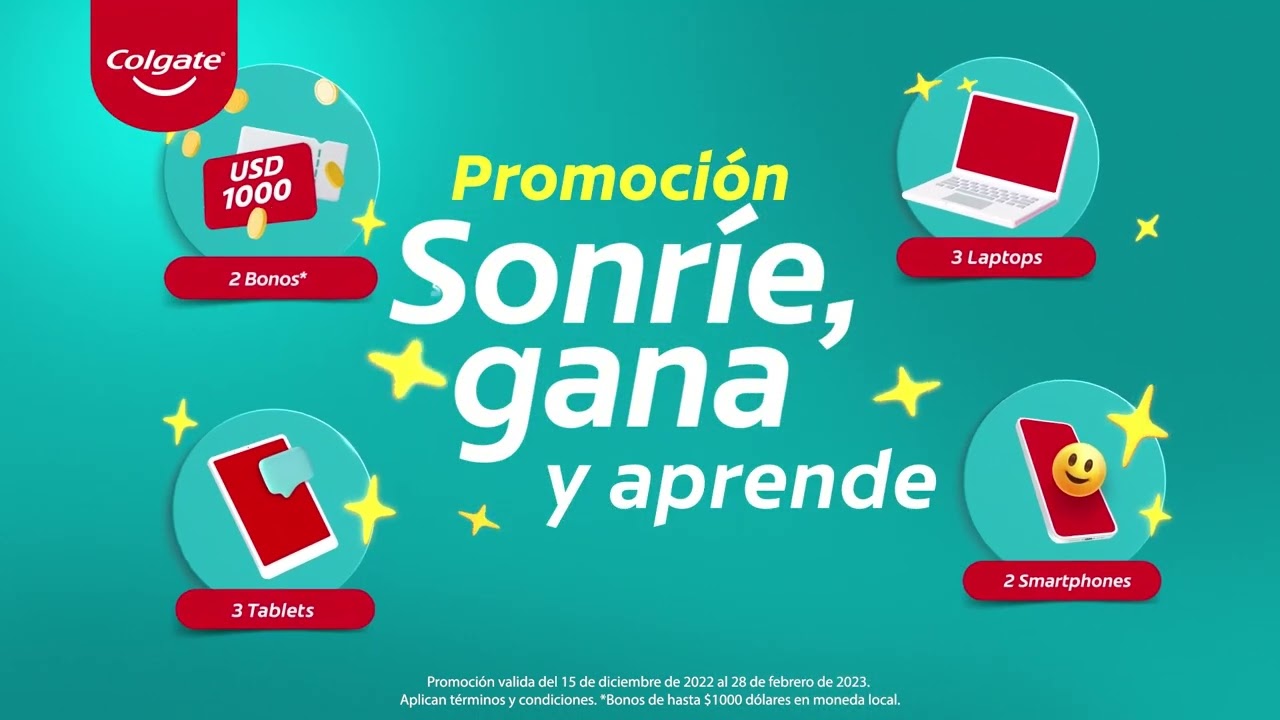 Colgate®
USD
1000
2 Bonos*
Promoción
Sonríe,
gana
y aprende
3 Laptops
3 Tablets
2 Smartphones
Promoción valida del 15 de diciembre de 2022 al 28 de febrero de 2023.
Aplican términos y condiciones. *Bonos de hasta $1000 dólares en moneda local.